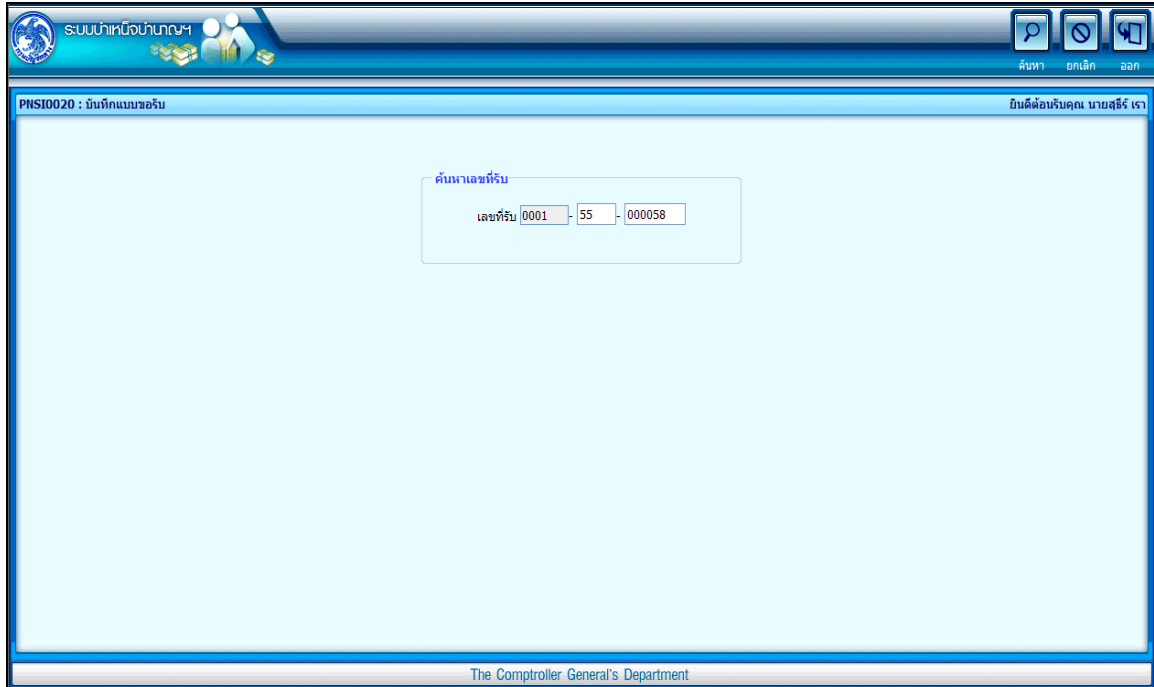 ระบบบำเหน็จบำนาญฯ
ค้นหา ยกเลิก ออก
PNSI0020 : บันทึกแบบขอรับ ยินดีต้อนรับคุณ นายสุธีร์ เรา
ค้นหาเลขที่รับ
เลขที่รับ 0001 - 55 - 000058
The Comptroller General's Department